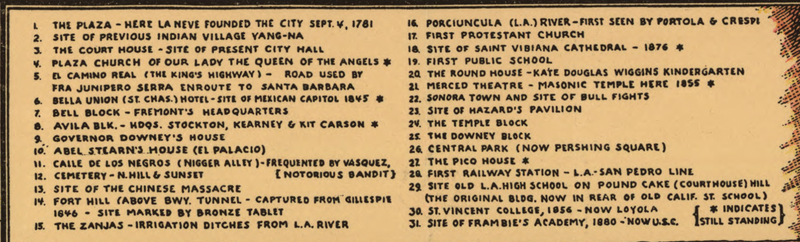 1. THE PLAZA - HERE LA NEVE FOUNDED THE CITY SEPT. 4, 1781
2. SITE OF PREVIOUS INDIAN VILLAGE YANG-NA
3. THE COURT HOUSE - SITE OF PRESENT CITY HALL
4. PLAZA CHURCH OF OUR LADY THE QUEEN OF THE ANGELS *
5. EL CAMINO REAL (THE KING'S HIGHWAY) - ROAD USED BY
FRA JUNIPERO SERRA ENROUTE TO SANTA BARBARA
6. BELLA UNION (ST. CHAS.) HOTEL - SITE OF MEXICAN CAPITOL 1845 *
7. BELL BLOCK - FREMONT'S HEADQUARTERS
8. AVILA BLK. - HDQS. STOCKTON, KEARNEY & KIT CARSON *
9. GOVERNOR DOWNEY'S HOUSE
10. ABEL STEARN'S HOUSE (EL PALACIO)
11. CALLE DE LOS NEGROS (NIGGER ALLEY) - FREQUENTED BY VASQUEZ,
12. CEMETERY - N. HILL & SUNSET [NOTORIOUS BANDIT}
13. SITE OF THE CHINESE MASSACRE
14. FORT HILL (ABOVE BWY. TUNNEL - CAPTURED FROM GILLESPIE
1846 - SITE MARKED BY BRONZE TABLET
15. THE ZANJAS - IRRIGATION DITCHES FROM L.A. RIVER
16. PORCIUNCULA (L.A.) RIVER - FIRST SEEN BY PORTOLA & CRESPI
17. FIRST PROTESTANT CHURCH
18. SITE OF SAINT VIBIANA CATHEDRAL - 1876 *
19. FIRST PUBLIC SCHOOL
20. THE ROUND HOUSE - KATE DOUGLAS WIGGINS KINDERGARTEN
21. MERCED THEATRE - MASONIC TEMPLE HERE 1855 *
22. SONORA TOWN AND SITE OF BULL FIGHTS
23. SITE OF HAZARD'S PAVILION
24. THE TEMPLE BLOCK
25. THE DOWNEY BLOCK
26. CENTRAL PARK (NOW PERSHING SQUARE)
27. THE PICO HOUSE *
28. FIRST RAILWAY STATION - L.A.-SAN PEDRO LINE
29. SITE OLD L.A. HIGH SCHOOL ON POUND CAKE (COURTHOUSE) HILL
(THE ORIGINAL BLDG. NOW IN REAR OF OLD CALIF. ST. SCHOOL)
30. ST. VINCENT COLLEGE, 1856 - NOW LOYOLA { * INDICATES }
31. SITE OF FRAMBIE'S ACADEMY, 1880 - NOW U.S.C. {STILL STANDING}